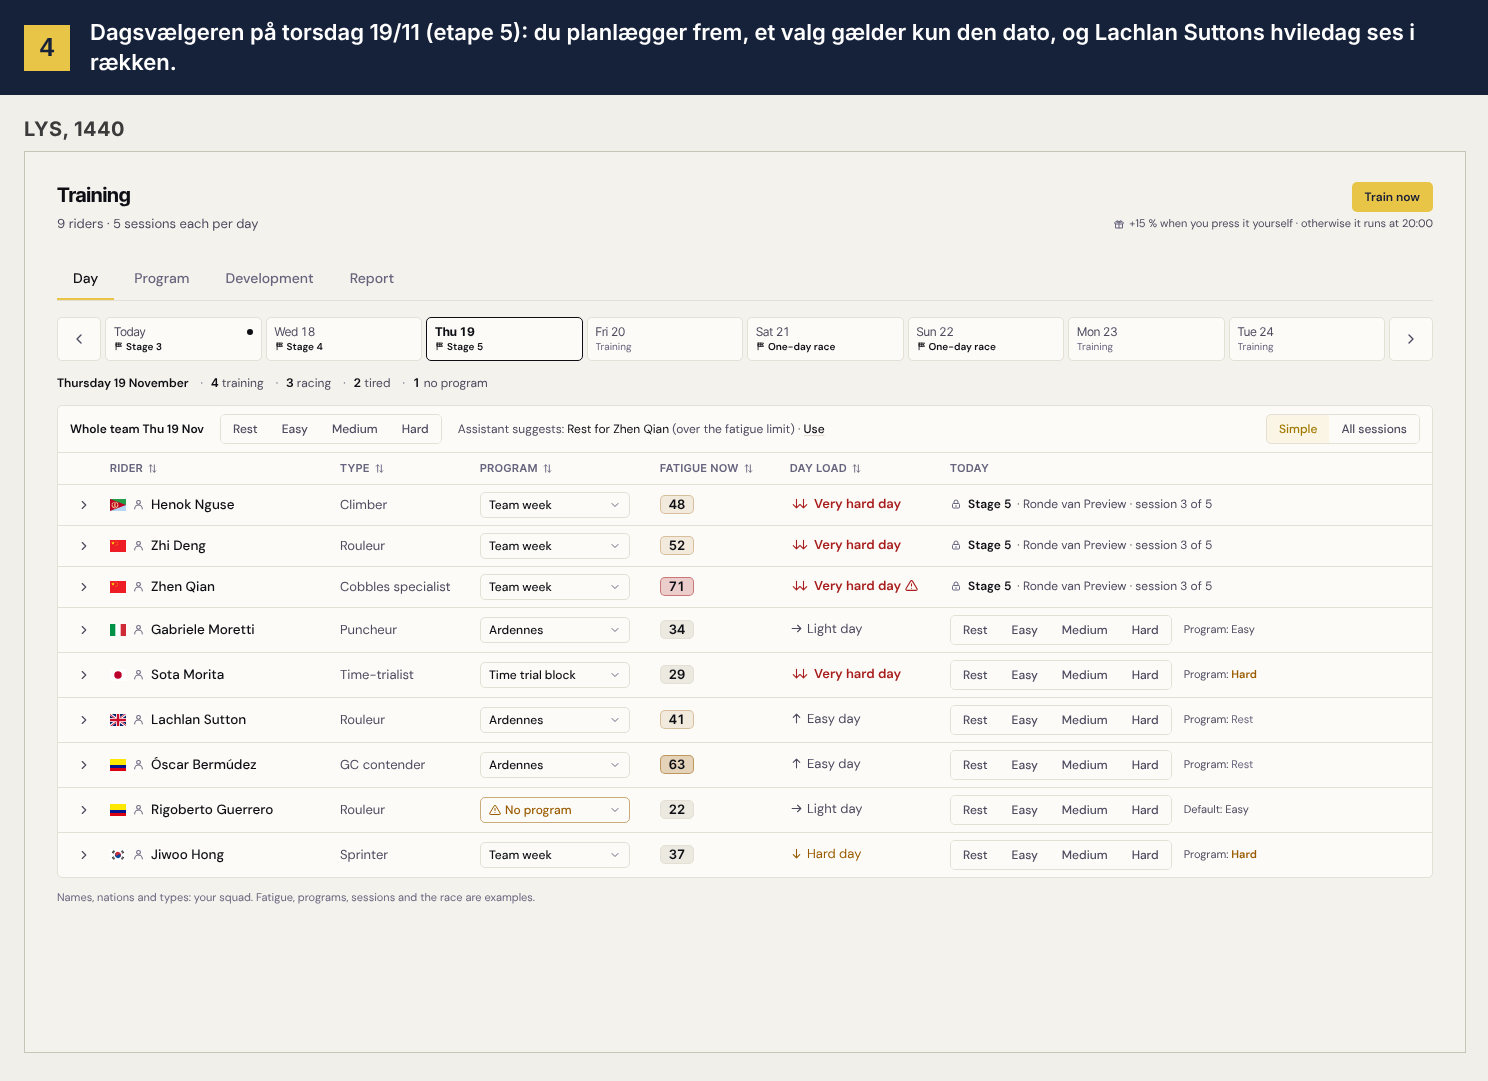 4
Dagsvælgeren på torsdag 19/11 (etape 5): du planlægger frem, et valg gælder kun den dato, og Lachlan Suttons hviledag ses i
rækken.
LYS, 1440
Training
Train now
9 riders · 5 sessions each per day
+15 % when you press it yourself · otherwise it runs at 20:00
Day Program Development Report
Today Wed 18 Thu 19 Fri 20 Sat 21 Sun 22 Mon 23 Tue 24
Stage 3 Stage 4 Stage 5 Training One-day race One-day race Training Training
Thursday 19 November · 4 training · 3 racing · 2 tired · 1 no program
Whole team Thu 19 Nov Rest Easy Medium Hard Assistant suggests: Rest for Zhen Qian (over the fatigue limit) · Use Simple All sessions
RIDER TYPE PROGRAM FATIGUE NOW DAY LOAD TODAY
Henok Nguse Climber Team week 48 Very hard day Stage 5 · Ronde van Preview · session 3 of 5
Zhi Deng Rouleur Team week 52 Very hard day Stage 5 · Ronde van Preview · session 3 of 5
Zhen Qian Cobbles specialist Team week 71 Very hard day Stage 5 · Ronde van Preview · session 3 of 5
Gabriele Moretti Puncheur Ardennes 34 → Light day Rest Easy Medium Hard Program: Easy
Sota Morita Time-trialist Time trial block 29 Very hard day Rest Easy Medium Hard Program: Hard
Lachlan Sutton Rouleur Ardennes 41 ↑ Easy day Rest Easy Medium Hard Program: Rest
Óscar Bermúdez GC contender Ardennes 63 ↑ Easy day Rest Easy Medium Hard Program: Rest
Rigoberto Guerrero Rouleur No program 22 → Light day Rest Easy Medium Hard Default: Easy
Jiwoo Hong Sprinter Team week 37 ↓ Hard day Rest Easy Medium Hard Program: Hard
Names, nations and types: your squad. Fatigue, programs, sessions and the race are examples.